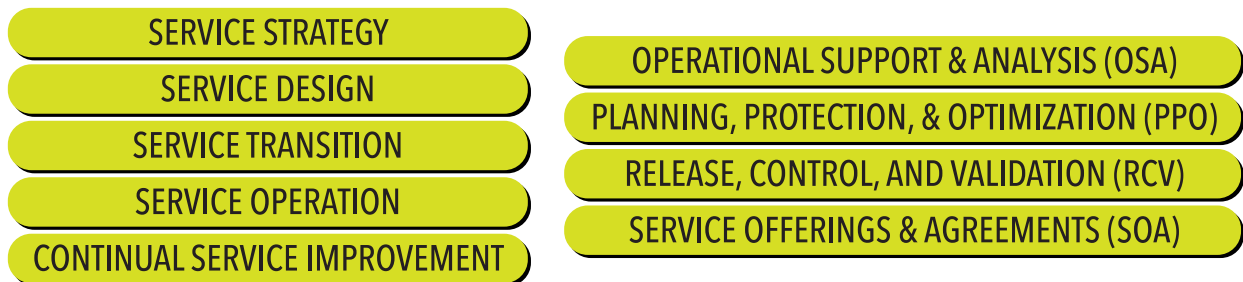 SERVICE STRATEGY
SERVICE DESIGN
SERVICE TRANSITION
SERVICE OPERATION
CONTINUAL SERVICE IMPROVEMENT
OPERATIONAL SUPPORT & ANALYSIS (OSA)
PLANNING, PROTECTION, & OPTIMIZATION (PPO)
RELEASE, CONTROL, AND VALIDATION (RCV)
SERVICE OFFERINGS & AGREEMENTS (SOA)